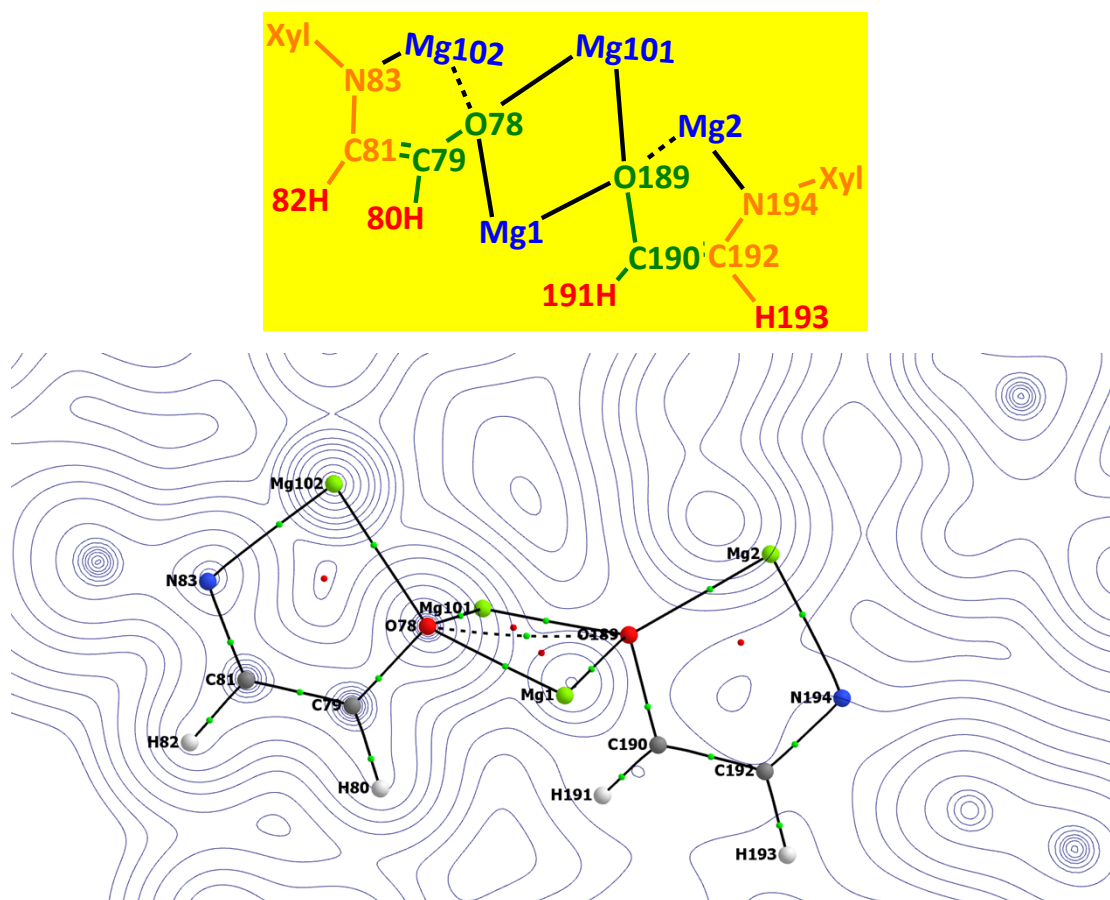 Xyl
Mg102
Mg101
N83
O78
Mg2
C81
C79
O189
Xyl
82H
80H
N194
Mg1
C190
C192
191H
H193
Mg102
Mg2
N83
Mg101
O78
O189
C81
Mg1
C79
N194
H82
C190
C192
H80
H191
H193